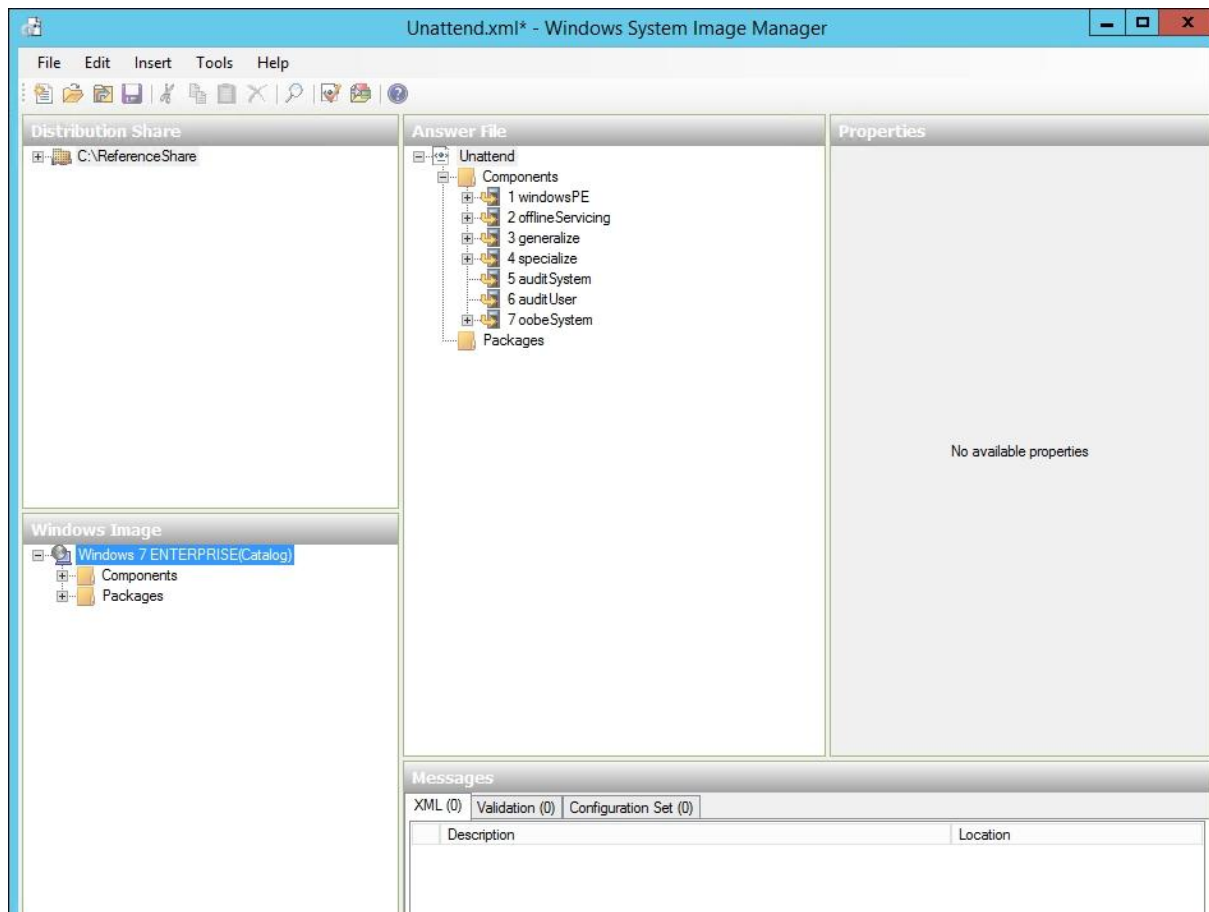 Unattend.xml* - Windows System Image Manager
File Edit Insert Tools Help
Distribution Share
C:\ReferenceShare
Windows Image
Windows 7 ENTERPRISE(Catalog)
Components
Packages
Answer File
Unattend
Components
1 windowsPE
2 offlineServicing
3 generalize
4 specialize
5 auditSystem
6 auditUser
7 oobeSystem
Packages
Properties
No available properties
Messages
XML (0) Validation (0) Configuration Set (0)
Description Location